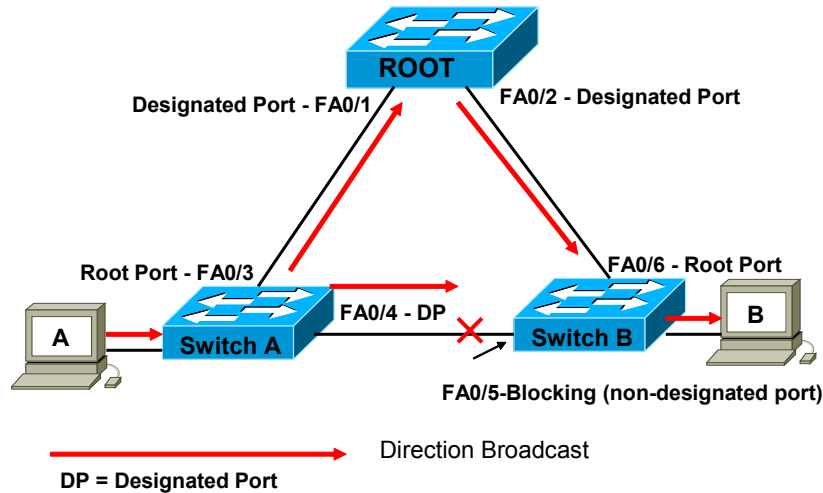 ROOT
Designated Port - FA0/1
FA0/2 - Designated Port
Root Port - FA0/3
FA0/6 - Root Port
A
Switch A
FA0/4 - DP
Switch B
B
FA0/5-Blocking (non-designated port)
Direction Broadcast
DP = Designated Port